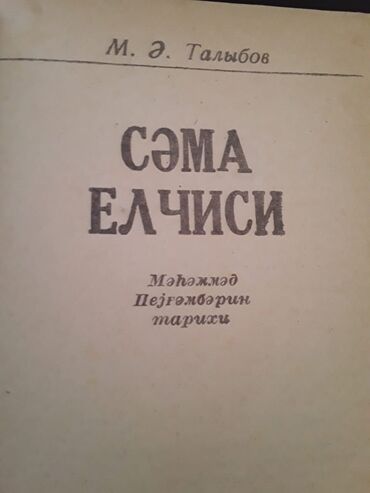 М. Ә. Талыбов
СӘМА
ЕЛЧИСИ
Мәһәммәд
Пејғәмбәрин
тарихи